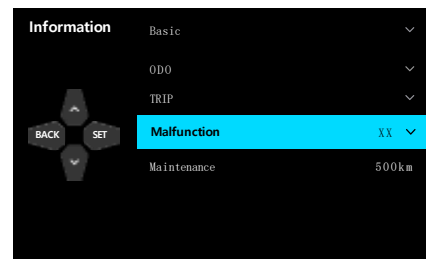 Information
Basic
ODO
TRIP
BACK SET
Malfunction XX
Maintenance 500km